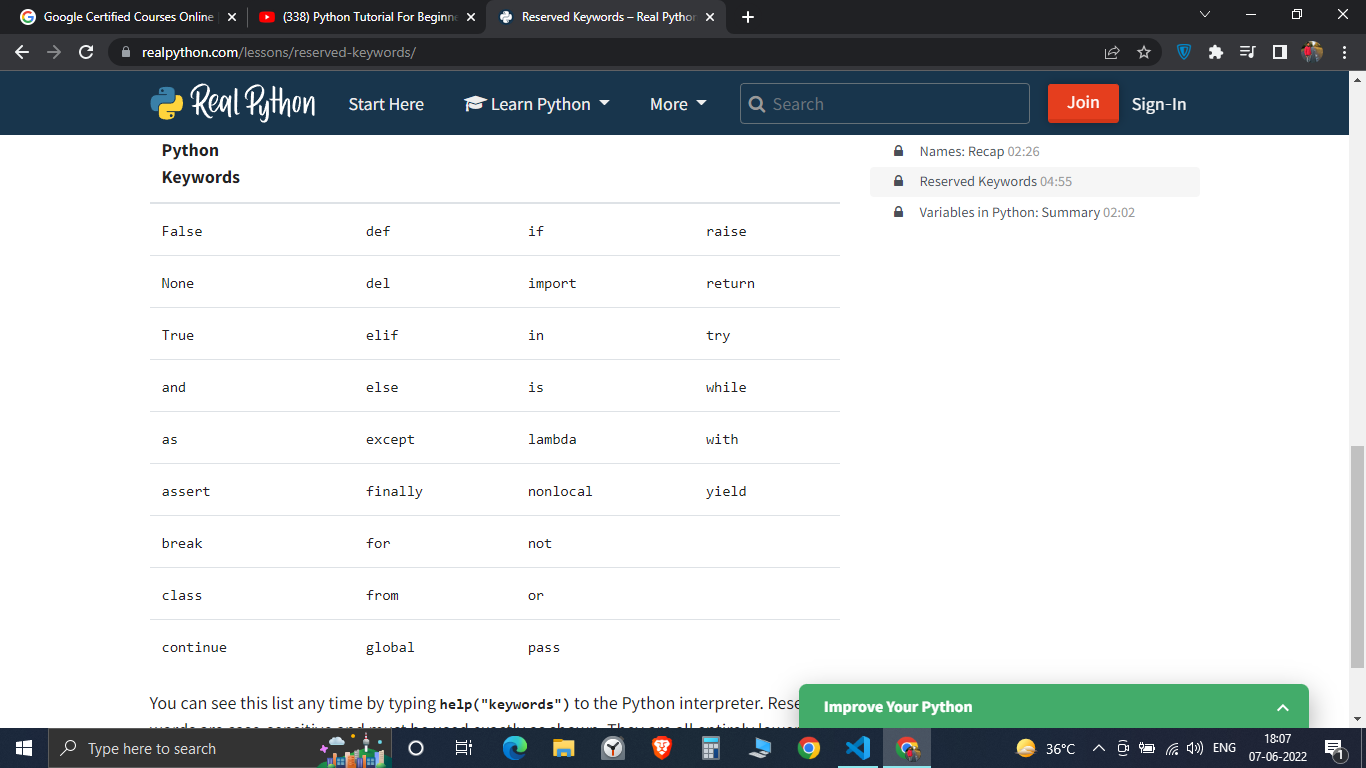 Google Certified Courses Online
(338) Python Tutorial For Beginne
Reserved Keywords – Real Python
realpython.com/lessons/reserved-keywords/
Real Python
Start Here
Learn Python
More
Search
Join
Sign-In
Python
Keywords
False def if raise
None del import return
True elif in try
and else is while
as except lambda with
assert finally nonlocal yield
break for not
class from or
continue global pass
You can see this list any time by typing help("keywords") to the Python interpreter. Rese
Names: Recap 02:26
Reserved Keywords 04:55
Variables in Python: Summary 02:02
Improve Your Python
Type here to search
36°C
ENG
18:07
07-06-2022
1